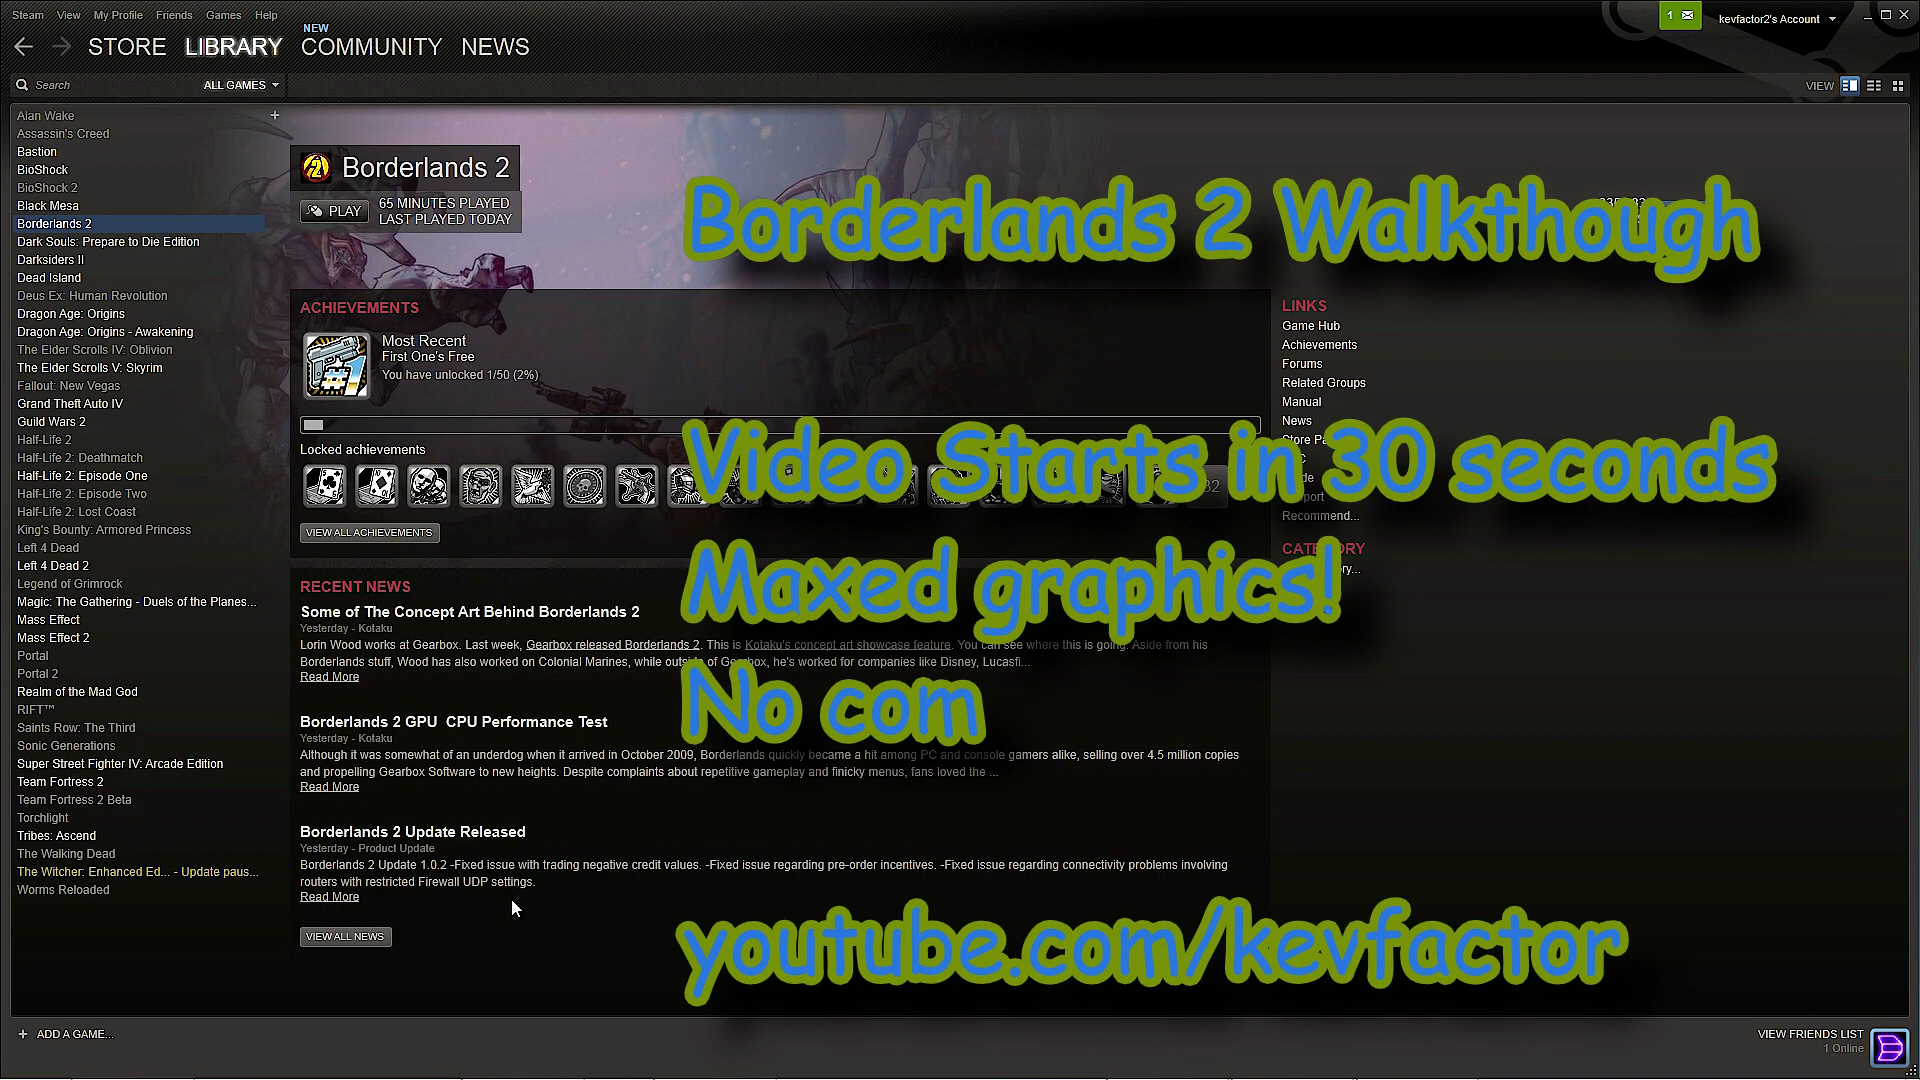 Steam View My Profile Friends Games Help
1
kevfactor2's Account
NEW
STORE LIBRARY COMMUNITY NEWS
Search ALL GAMES
VIEW
Alan Wake
Assassin's Creed
Bastion
BioShock
BioShock 2
Black Mesa
Borderlands 2
Dark Souls: Prepare to Die Edition
Darksiders II
Dead Island
Deus Ex: Human Revolution
Dragon Age: Origins
Dragon Age: Origins - Awakening
The Elder Scrolls IV: Oblivion
The Elder Scrolls V: Skyrim
Fallout: New Vegas
Grand Theft Auto IV
Guild Wars 2
Half-Life 2
Half-Life 2: Deathmatch
Half-Life 2: Episode One
Half-Life 2: Episode Two
Half-Life 2: Lost Coast
King's Bounty: Armored Princess
Left 4 Dead
Left 4 Dead 2
Legend of Grimrock
Magic: The Gathering - Duels of the Planes...
Mass Effect
Mass Effect 2
Portal
Portal 2
Realm of the Mad God
RIFT™
Saints Row: The Third
Sonic Generations
Super Street Fighter IV: Arcade Edition
Team Fortress 2
Team Fortress 2 Beta
Torchlight
Tribes: Ascend
The Walking Dead
The Witcher: Enhanced Ed... - Update paus...
Worms Reloaded
+ ADD A GAME...
Borderlands 2
PLAY
65 MINUTES PLAYED
LAST PLAYED TODAY
Borderlands 2 Walkthough
ACHIEVEMENTS
Most Recent
First One's Free
You have unlocked 1/50 (2%)
Locked achievements
VIEW ALL ACHIEVEMENTS
Video Starts in 30 seconds
Maxed graphics!
No com
youtube.com/kevfactor
RECENT NEWS
Some of The Concept Art Behind Borderlands 2
Yesterday - Kotaku
Lorin Wood works at Gearbox. Last week, Gearbox released Borderlands 2. This is Kotaku's concept art showcase feature. You can see where this is going. Aside from his
Borderlands stuff, Wood has also worked on Colonial Marines, while outside of Gearbox, he's worked for companies like Disney, Lucasfi...
Read More
Borderlands 2 GPU CPU Performance Test
Yesterday - Kotaku
Although it was somewhat of an underdog when it arrived in October 2009, Borderlands quickly became a hit among PC and console gamers alike, selling over 4.5 million copies
and propelling Gearbox Software to new heights. Despite complaints about repetitive gameplay and finicky menus, fans loved the ...
Read More
Borderlands 2 Update Released
Yesterday - Product Update
Borderlands 2 Update 1.0.2 -Fixed issue with trading negative credit values. -Fixed issue regarding pre-order incentives. -Fixed issue regarding connectivity problems involving
routers with restricted Firewall UDP settings.
Read More
VIEW ALL NEWS
LINKS
Game Hub
Achievements
Forums
Related Groups
Manual
News
Store
Recommend...
VIEW FRIENDS LIST
1 Online